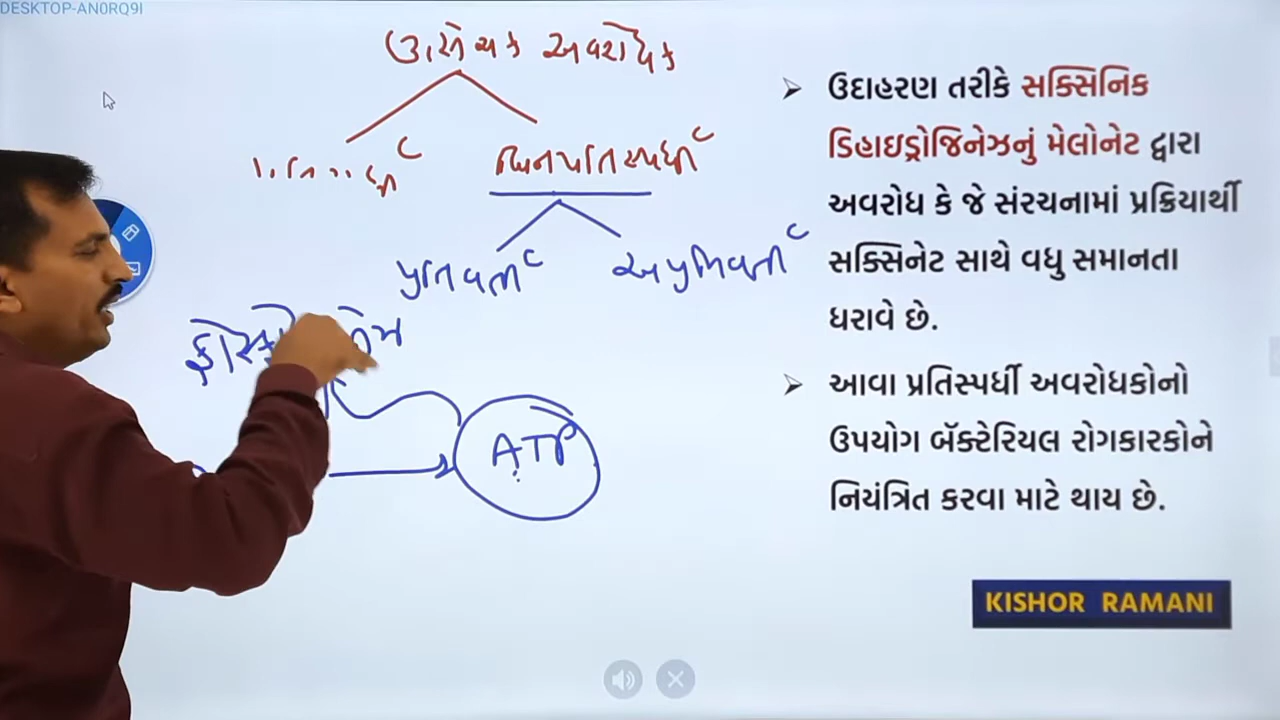 DESKTOP-AN0RQ9I
ઉત્સેચક અવરોધક
બિનપ્રતિસ્પર્ધી
પ્રતિવર્તી
અપ્રતિવર્તી
ATP
➢ ઉદાહરણ તરીકે સક્સિનિક
ડિહાઇડ્રોજિનેઝનું મેલોનેટ દ્વારા
અવરોધ કે જે સંરચનામાં પ્રક્રિયાર્થી
સક્સિનેટ સાથે વધુ સમાનતા
ધરાવે છે.
➢ આવા પ્રતિસ્પર્ધી અવરોધકોનો
ઉપયોગ બૅક્ટેરિયલ રોગકારકોને
નિયંત્રિત કરવા માટે થાય છે.
KISHOR RAMANI